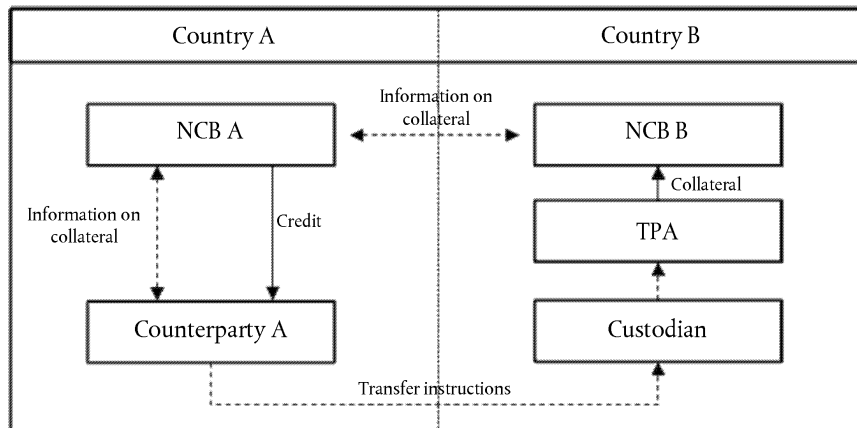 Country A
Country B
Information on
collateral
NCB A
NCB B
Collateral
Information on
collateral
Credit
TPA
Counterparty A
Custodian
Transfer instructions